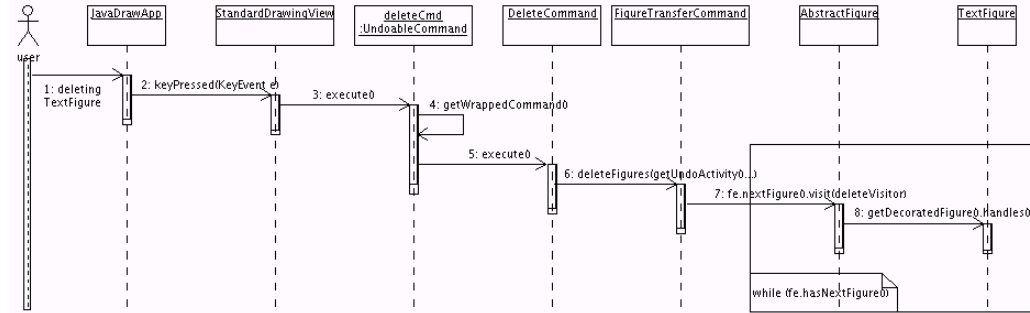 JavaDrawApp
StandardDrawingView
deleteCmd
:UndoableCommand
DeleteCommand
FigureTransferCommand
AbstractFigure
TextFigure
user
1: deleting
TextFigure
2: keyPressed(KeyEvent e)
3: execute()
4: getWrappedCommand()
5: execute()
6: deleteFigures(getUndoActivity()...)
7: fe.nextFigure().visit(deleteVisitor)
8: getDecoratedFigure().handles()
while (fe.hasNextFigure())